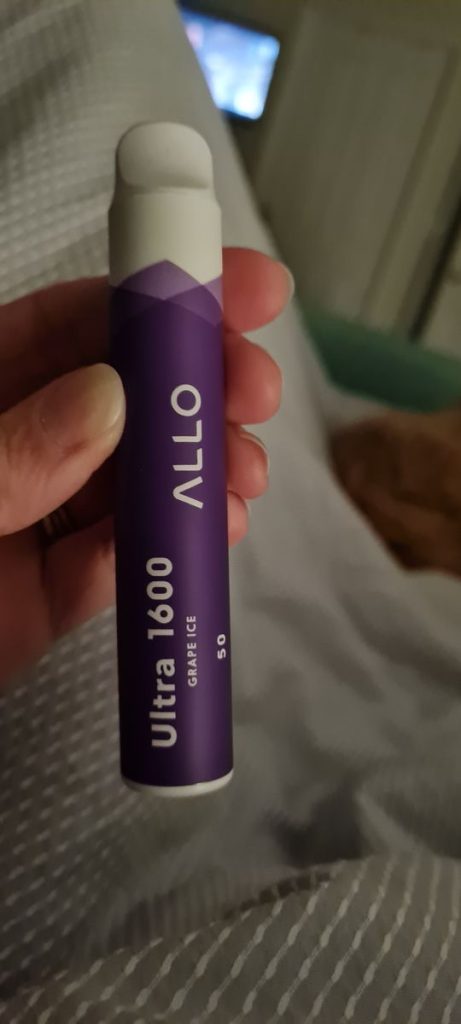 ALLO
Ultra 1600
GRAPE ICE
50